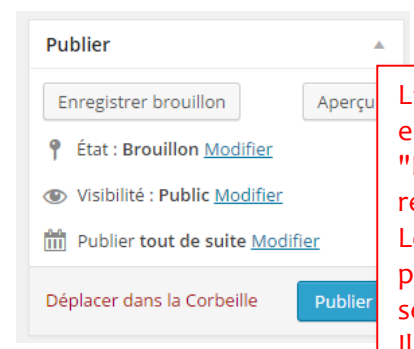 Publier
Enregistrer brouillon
Aperçu
État : Brouillon Modifier
Visibilité : Public Modifier
Publier tout de suite Modifier
Déplacer dans la Corbeille
Publier
Il